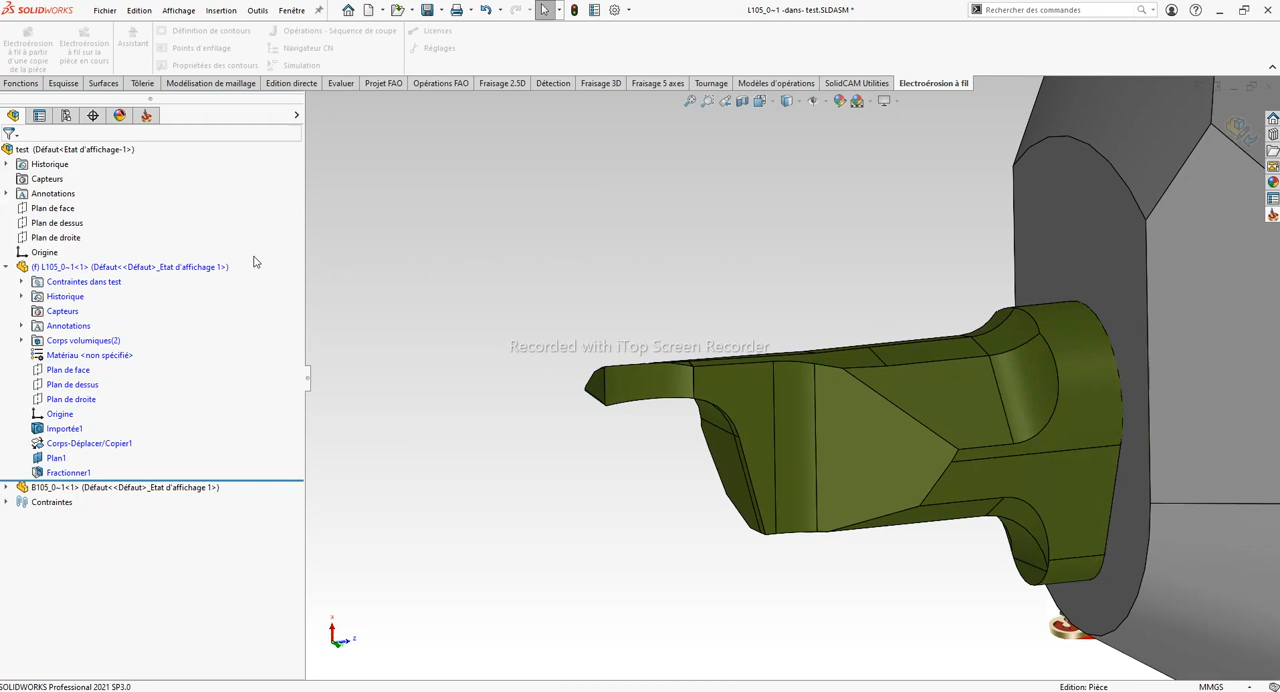 SOLIDWORKS Fichier Edition Affichage Insertion Outils Fenêtre L105_0~1 -dans- test.SLDASM * Rechercher des commandes
Electroérosion à fil à partir d'une copie de la pièce
Electroérosion à fil sur la pièce en cours
Assistant
Définition de contours
Points d'enfilage
Propriétées des contours
Opérations - Séquence de coupe
Navigateur CN
Simulation
Licenses
Réglages
Fonctions Esquisse Surfaces Tôlerie Modélisation de maillage Edition directe Evaluer Projet FAO Opérations FAO Fraisage 2.5D Détection Fraisage 3D Fraisage 5 axes Tournage Modèles d'opérations SolidCAM Utilities Electroérosion à fil
test (Défaut<Etat d'affichage-1>)
Historique
Capteurs
Annotations
Plan de face
Plan de dessus
Plan de droite
Origine
(f) L105_0~1<1> (Défaut<<Défaut>_Etat d'affichage 1>)
Contraintes dans test
Historique
Capteurs
Annotations
Corps volumiques(2)
Matériau <non spécifié>
Plan de face
Plan de dessus
Plan de droite
Origine
Importée1
Corps-Déplacer/Copier1
Plan1
Fractionner1
B105_0~1<1> (Défaut<<Défaut>_Etat d'affichage 1>)
Contraintes
Recorded with iTop Screen Recorder
x
z
SOLIDWORKS Professional 2021 SP3.0 Edition: Pièce MMGS